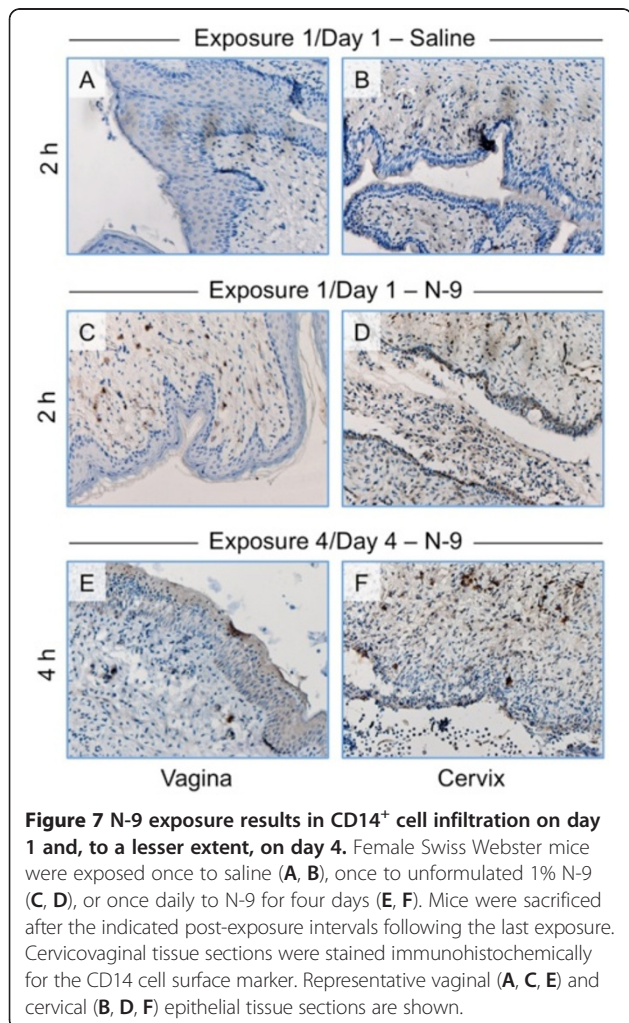 Exposure 1/Day 1 – Saline
A
B
2 h
Exposure 1/Day 1 – N-9
C
D
2 h
Exposure 4/Day 4 – N-9
E
F
4 h
Vagina
Cervix
Figure 7 N-9 exposure results in CD14⁺ cell infiltration on day
1 and, to a lesser extent, on day 4. Female Swiss Webster mice
were exposed once to saline (A, B), once to unformulated 1% N-9
(C, D), or once daily to N-9 for four days (E, F). Mice were sacrificed
after the indicated post-exposure intervals following the last exposure.
Cervicovaginal tissue sections were stained immunohistochemically
for the CD14 cell surface marker. Representative vaginal (A, C, E) and
cervical (B, D, F) epithelial tissue sections are shown.